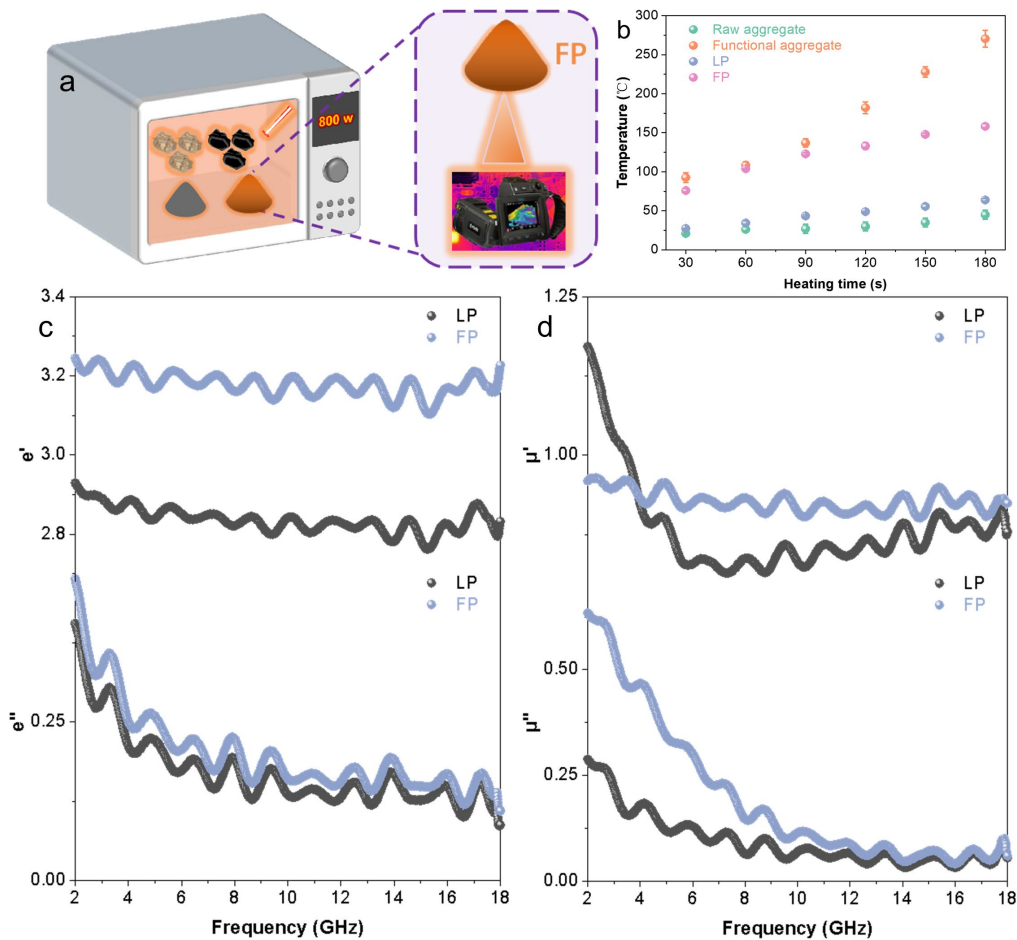 a
800 w
FP
b
Raw aggregate
Functional aggregate
LP
FP
Temperature (℃)
300
250
200
150
100
50
0
30 60 90 120 150 180
Heating time (s)
c
LP
FP
3.4
3.2
3.0
2.8
e'
LP
FP
0.25
0.00
e''
2 4 6 8 10 12 14 16 18
Frequency (GHz)
d
LP
FP
1.25
1.00
μ'
LP
FP
0.50
0.25
0.00
μ''
2 4 6 8 10 12 14 16 18
Frequency (GHz)